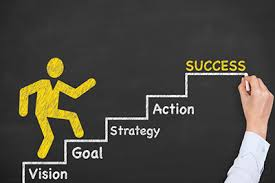 SUCCESS
Action
Strategy
Goal
Vision